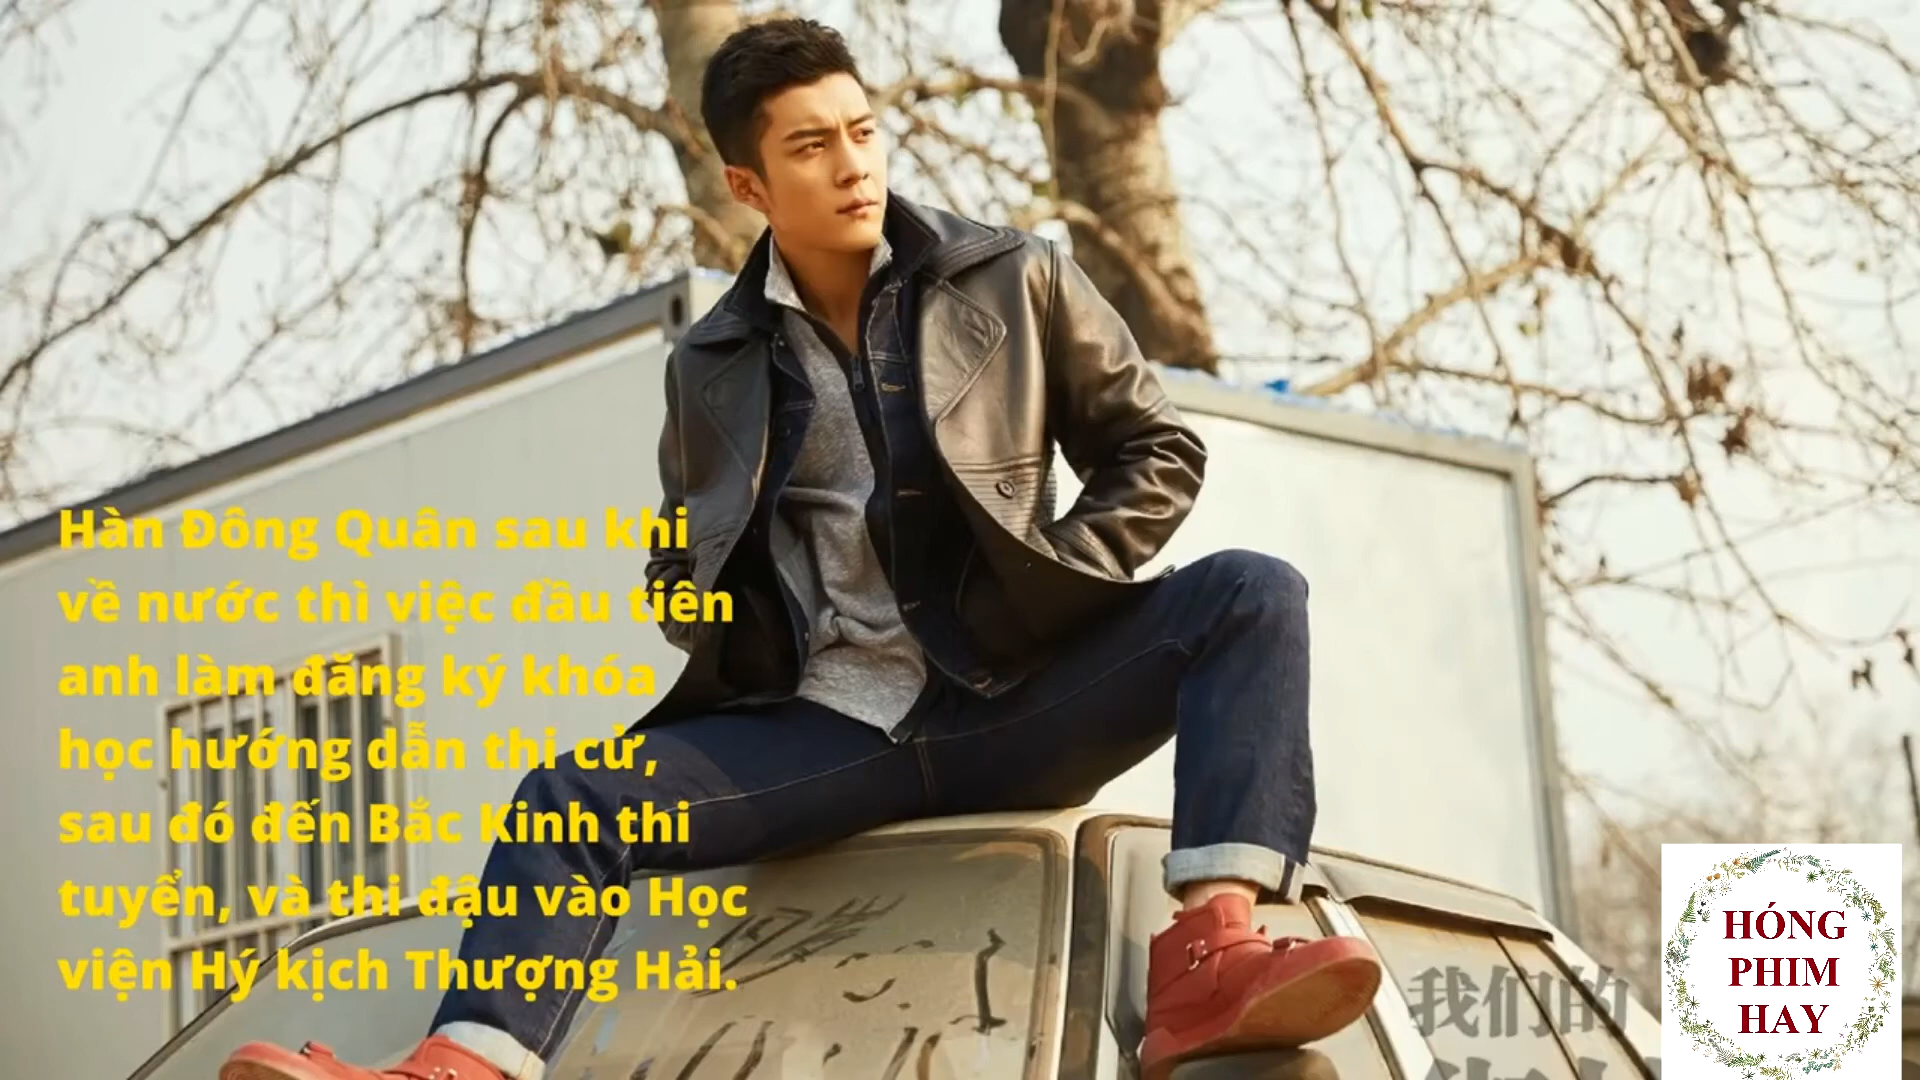 Hàn Đông Quân sau khi
về nước thì việc đầu tiên
anh làm đăng ký khóa
học hướng dẫn thi cử,
sau đó đến Bắc Kinh thi
tuyển, và thi đậu vào Học
viện Hý kịch Thượng Hải.
我们的
HÓNG
PHIM
HAY